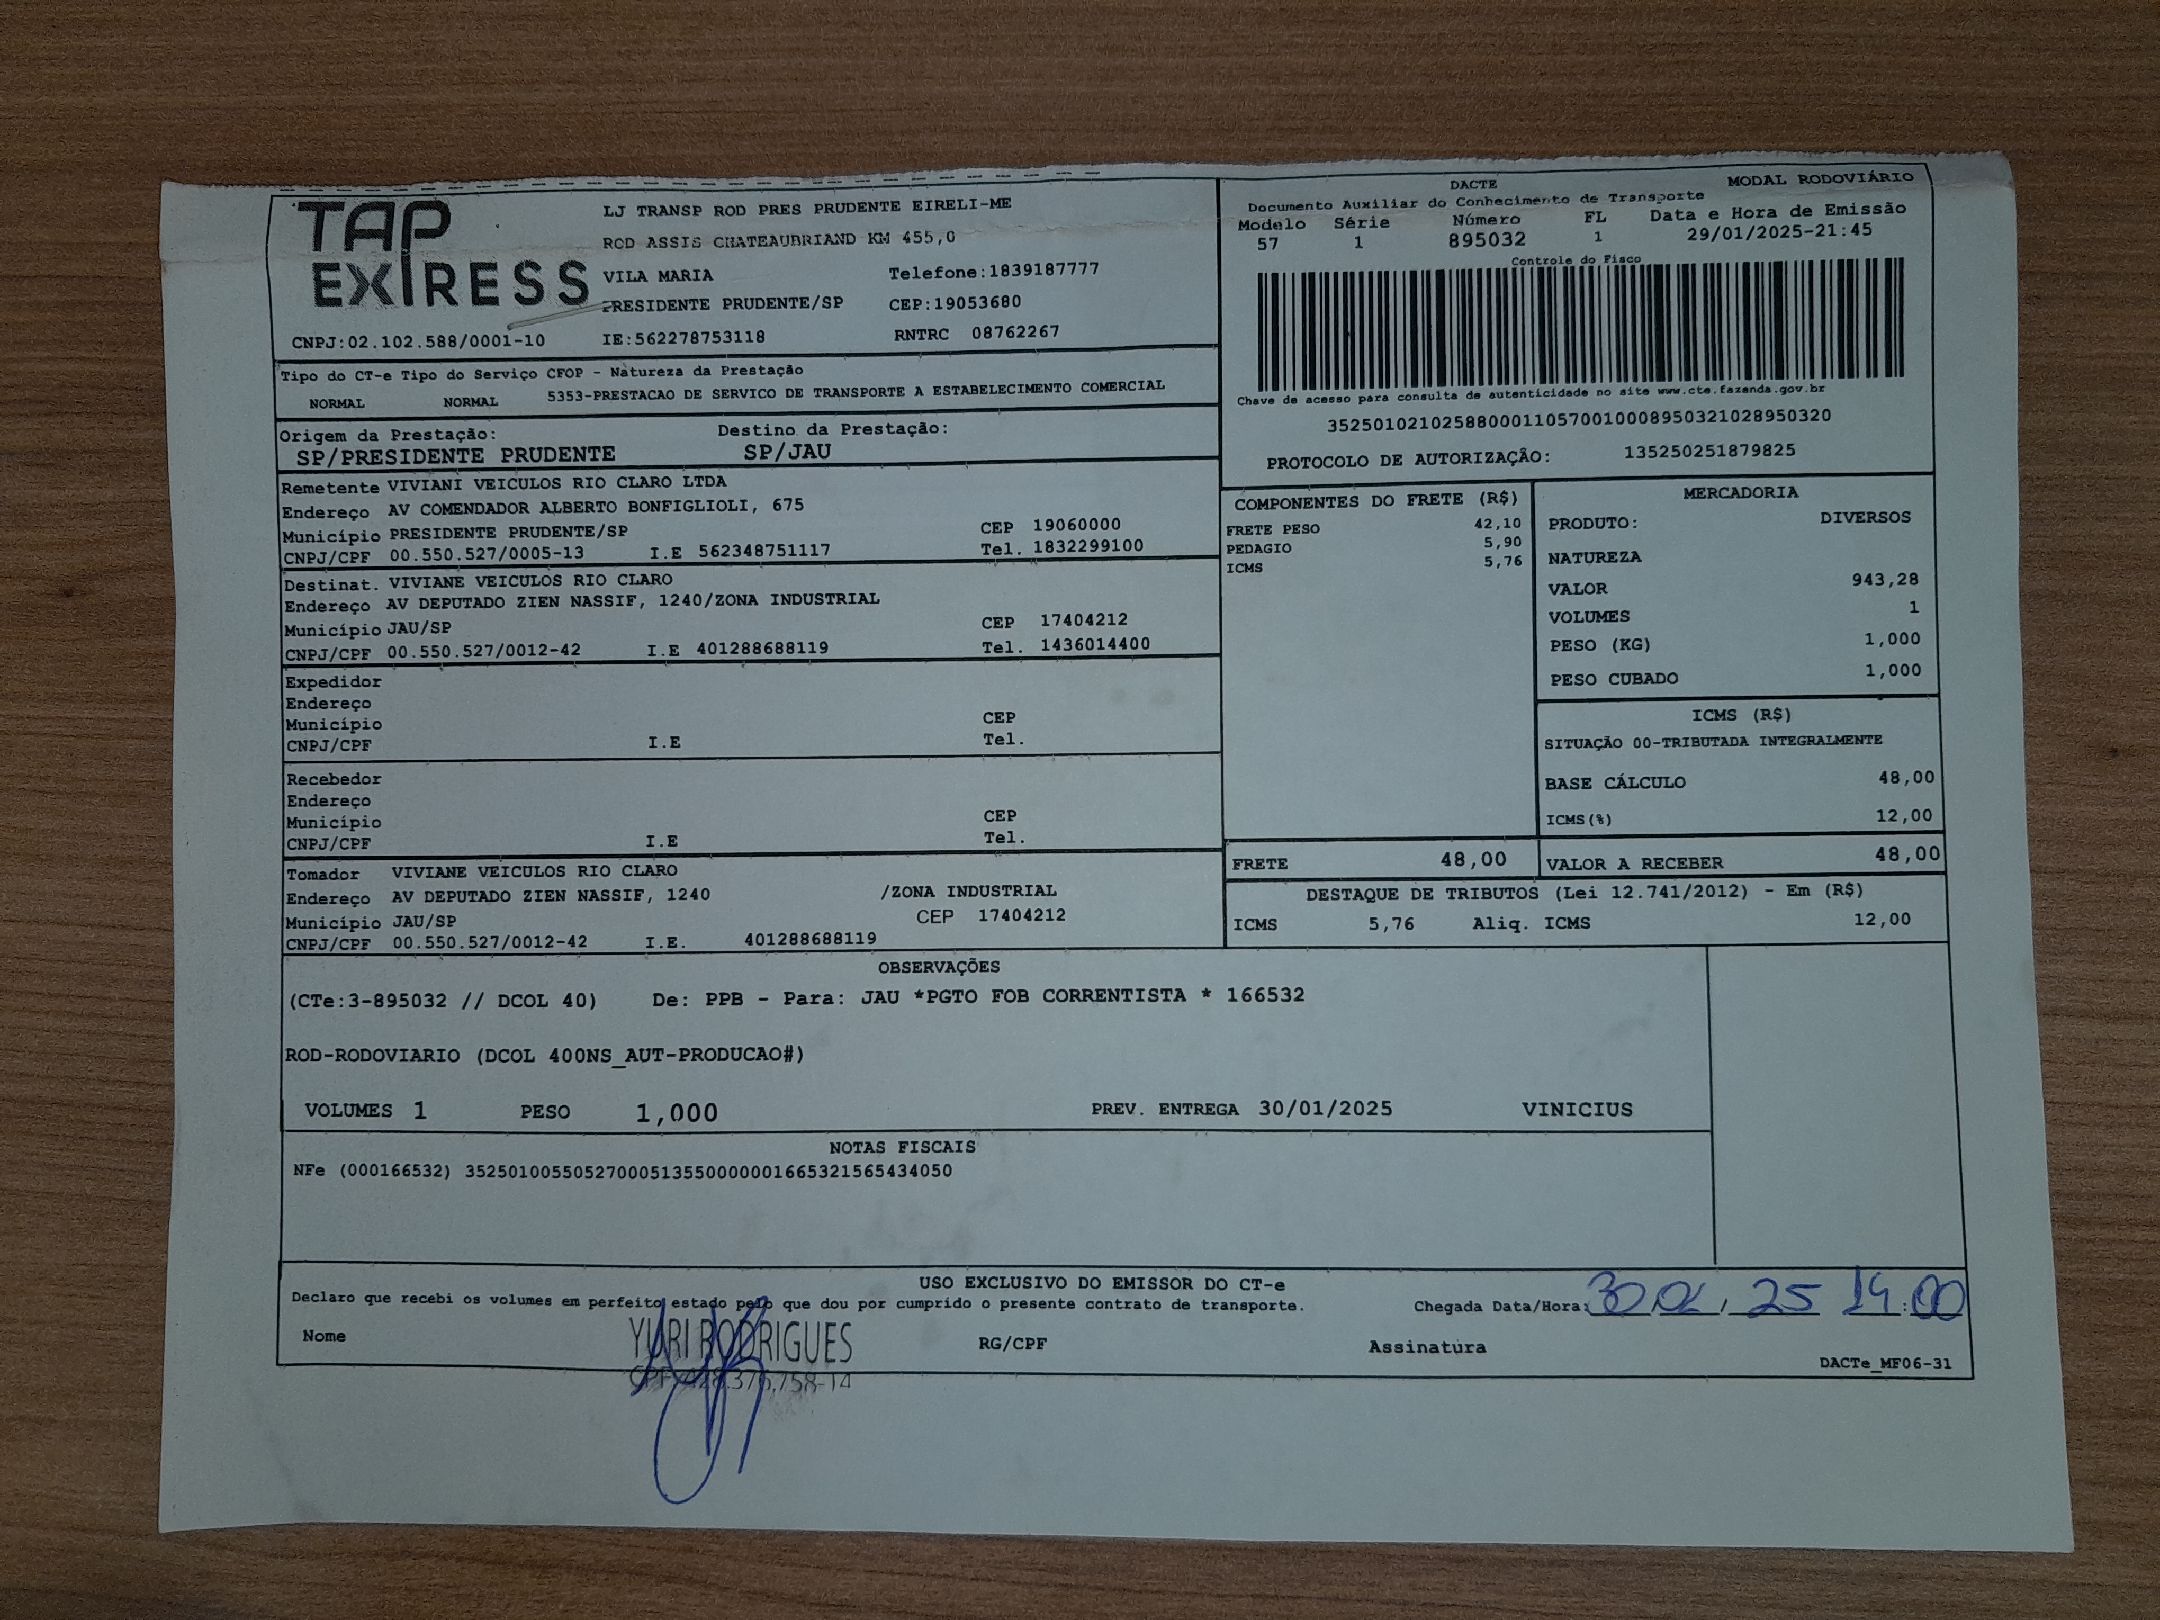 TAP EXPRESS
LJ TRANSP ROD PRES PRUDENTE EIRELI-ME
ROD ASSIS CHATEAUBRIAND KM 455,0
VILA MARIA Telefone:1839187777
PRESIDENTE PRUDENTE/SP CEP:19053680
CNPJ:02.102.588/0001-10 IE:562278753118 RNTRC 08762267
DACTE MODAL RODOVIÁRIO
Documento Auxiliar do Conhecimento de Transporte
Modelo Série Número FL Data e Hora de Emissão
57 1 895032 1 29/01/2025-21:45
Controle do Fisco
Chave de acesso para consulta de autenticidade no site www.cte.fazenda.gov.br
35250102102588000110570010008950321028950320
PROTOCOLO DE AUTORIZAÇÃO: 135250251879825
Tipo do CT-e Tipo do Serviço CFOP - Natureza da Prestação
NORMAL NORMAL 5353-PRESTACAO DE SERVICO DE TRANSPORTE A ESTABELECIMENTO COMERCIAL
Origem da Prestação: Destino da Prestação:
SP/PRESIDENTE PRUDENTE SP/JAU
Remetente VIVIANI VEICULOS RIO CLARO LTDA
Endereço AV COMENDADOR ALBERTO BONFIGLIOLI, 675
Município PRESIDENTE PRUDENTE/SP CEP 19060000
CNPJ/CPF 00.550.527/0005-13 I.E 562348751117 Tel. 1832299100
Destinat. VIVIANE VEICULOS RIO CLARO
Endereço AV DEPUTADO ZIEN NASSIF, 1240/ZONA INDUSTRIAL
Município JAU/SP CEP 17404212
CNPJ/CPF 00.550.527/0012-42 I.E 401288688119 Tel. 1436014400
Expedidor
Endereço
Município CEP
CNPJ/CPF I.E Tel.
Recebedor
Endereço
Município CEP
CNPJ/CPF I.E Tel.
Tomador VIVIANE VEICULOS RIO CLARO
Endereço AV DEPUTADO ZIEN NASSIF, 1240 /ZONA INDUSTRIAL
Município JAU/SP CEP 17404212
CNPJ/CPF 00.550.527/0012-42 I.E. 401288688119
COMPONENTES DO FRETE (R$)
FRETE PESO 42,10
PEDAGIO 5,90
ICMS 5,76
MERCADORIA
PRODUTO: DIVERSOS
NATUREZA
VALOR 943,28
VOLUMES 1
PESO (KG) 1,000
PESO CUBADO 1,000
ICMS (R$)
SITUAÇÃO 00-TRIBUTADA INTEGRALMENTE
BASE CÁLCULO 48,00
ICMS(%) 12,00
FRETE 48,00 VALOR A RECEBER 48,00
DESTAQUE DE TRIBUTOS (Lei 12.741/2012) - Em (R$)
ICMS 5,76 Aliq. ICMS 12,00
OBSERVAÇÕES
(CTe:3-895032 // DCOL 40) De: PPB - Para: JAU *PGTO FOB CORRENTISTA * 166532
ROD-RODOVIARIO (DCOL 400NS_AUT-PRODUCAO#)
VOLUMES 1 PESO 1,000 PREV. ENTREGA 30/01/2025 VINICIUS
NOTAS FISCAIS
NFe (000166532) 35250100550527000513550000001665321565434050
USO EXCLUSIVO DO EMISSOR DO CT-e
Declaro que recebi os volumes em perfeito estado pelo que dou por cumprido o presente contrato de transporte. Chegada Data/Hora: 30 01 25 14:00
Nome YURI RODRIGUES RG/CPF Assinatura
DACTe_MF06-31